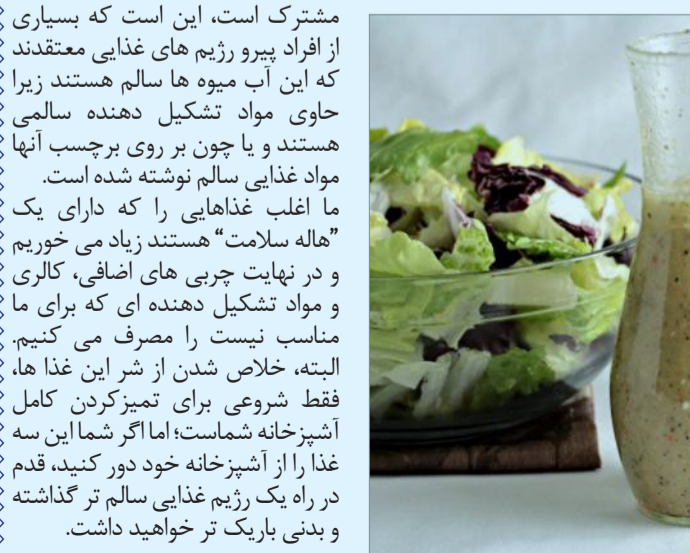 مشترک است، این است که بسیاری
از افراد پیرو رژیم های غذایی معتقدند
که این آب میوه ها سالم هستند زیرا
حاوی مواد تشکیل دهنده سالمی
هستند و یا چون بر روی برچسب آنها
مواد غذایی سالم نوشته شده است.
ما اغلب غذاهایی را که دارای یک
”هاله سلامت“ هستند زیاد می خوریم
و در نهایت چربی های اضافی، کالری
و مواد تشکیل دهنده ای که برای ما
مناسب نیست را مصرف می کنیم.
البته، خلاص شدن از شر این غذا ها،
فقط شروعی برای تمیزکردن کامل
آشپزخانه شماست؛ اما اگر شما این سه
غذا را از آشپزخانه خود دور کنید، قدم
در راه یک رژیم غذایی سالم تر گذاشته
و بدنی باریک تر خواهید داشت.